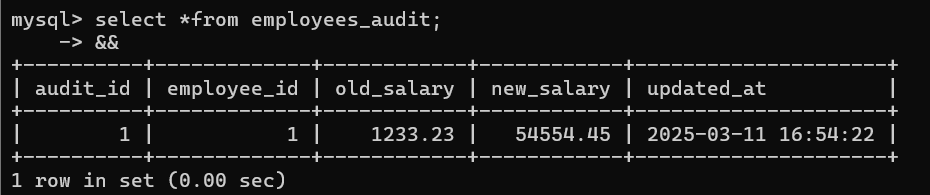 mysql> select *from employees_audit;
    -> &&
+----------+-------------+------------+------------+---------------------+
| audit_id | employee_id | old_salary | new_salary | updated_at          |
+----------+-------------+------------+------------+---------------------+
|        1 |           1 |    1233.23 |   54554.45 | 2025-03-11 16:54:22 |
+----------+-------------+------------+------------+---------------------+
1 row in set (0.00 sec)